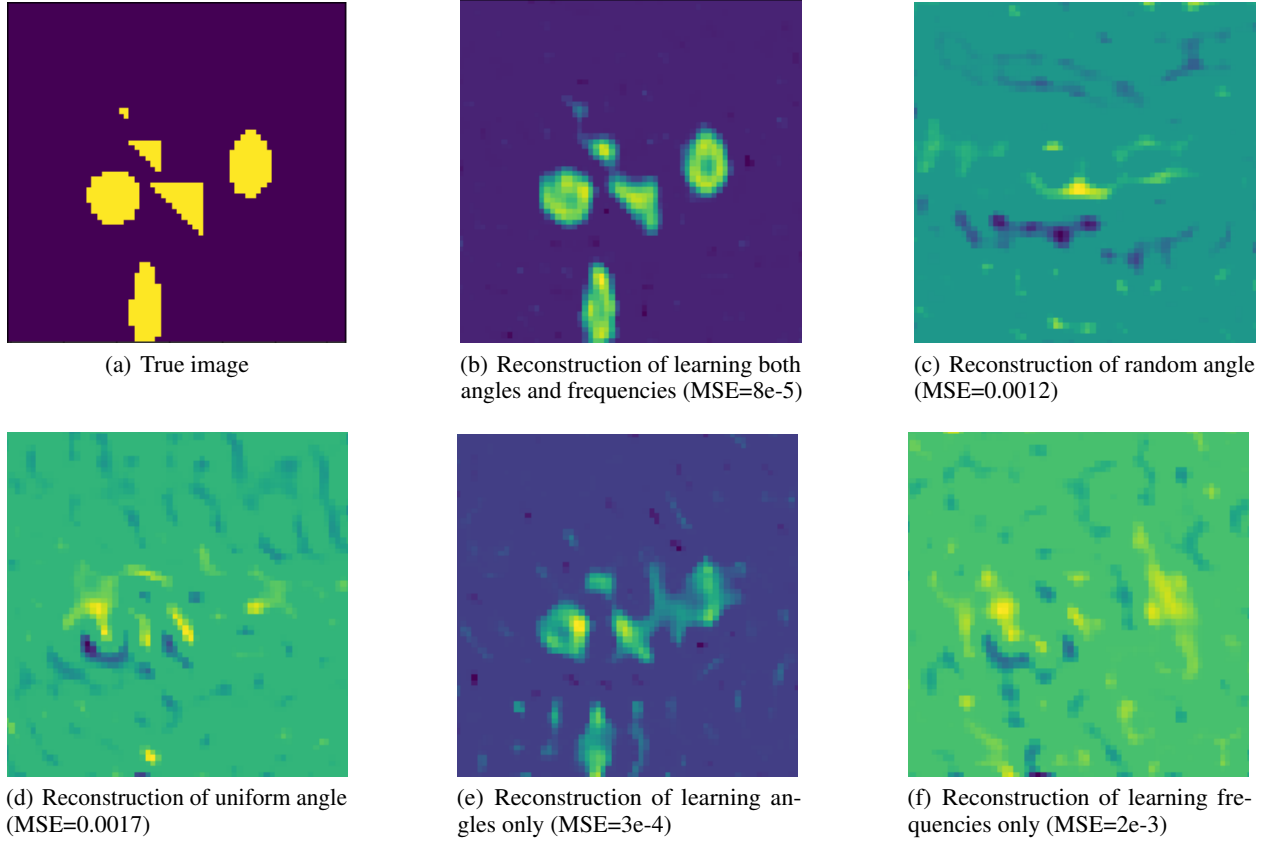 (a) True image
(b) Reconstruction of learning both
angles and frequencies (MSE=8e-5)
(c) Reconstruction of random angle
(MSE=0.0012)
(d) Reconstruction of uniform angle
(MSE=0.0017)
(e) Reconstruction of learning an-
gles only (MSE=3e-4)
(f) Reconstruction of learning fre-
quencies only (MSE=2e-3)